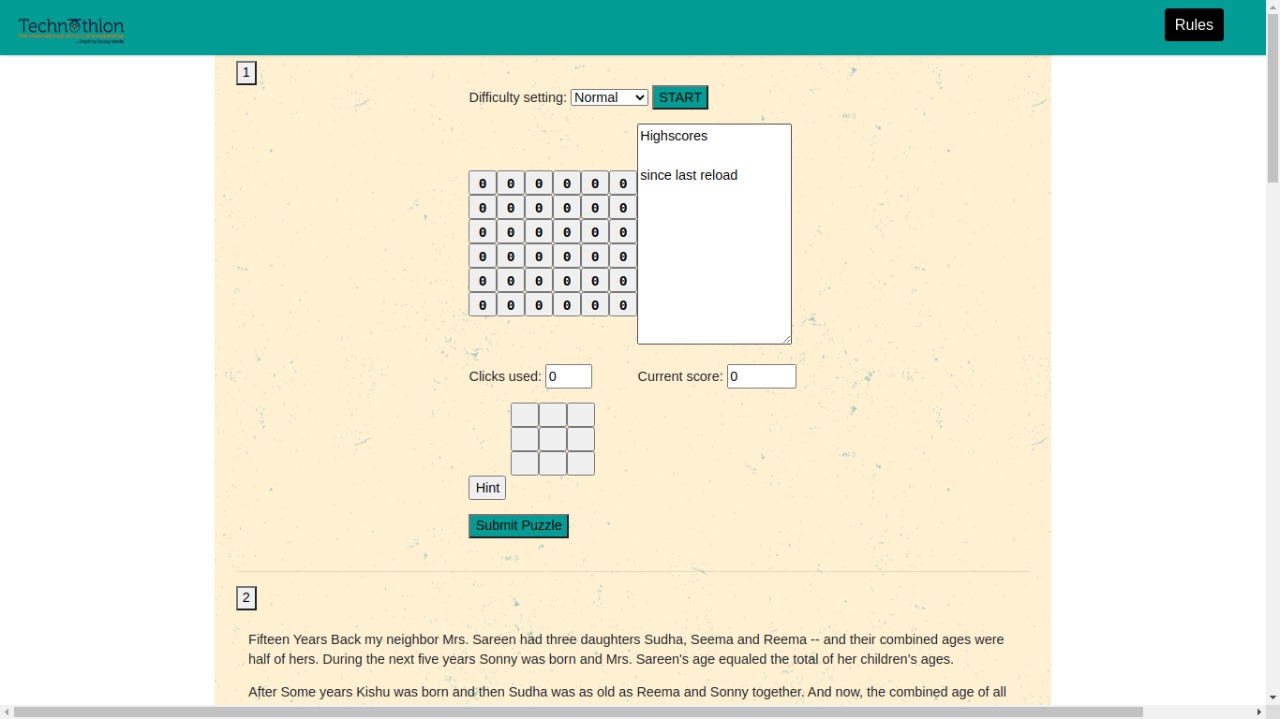 Technothlon
Rules
1
Difficulty setting: Normal START
Highscores
since last reload
0 0 0 0 0 0
0 0 0 0 0 0
0 0 0 0 0 0
0 0 0 0 0 0
0 0 0 0 0 0
0 0 0 0 0 0
Clicks used: 0 Current score: 0
Hint
Submit Puzzle
2
Fifteen Years Back my neighbor Mrs. Sareen had three daughters Sudha, Seema and Reema -- and their combined ages were
half of hers. During the next five years Sonny was born and Mrs. Sareen's age equaled the total of her children's ages.
After Some years Kishu was born and then Sudha was as old as Reema and Sonny together. And now, the combined age of all